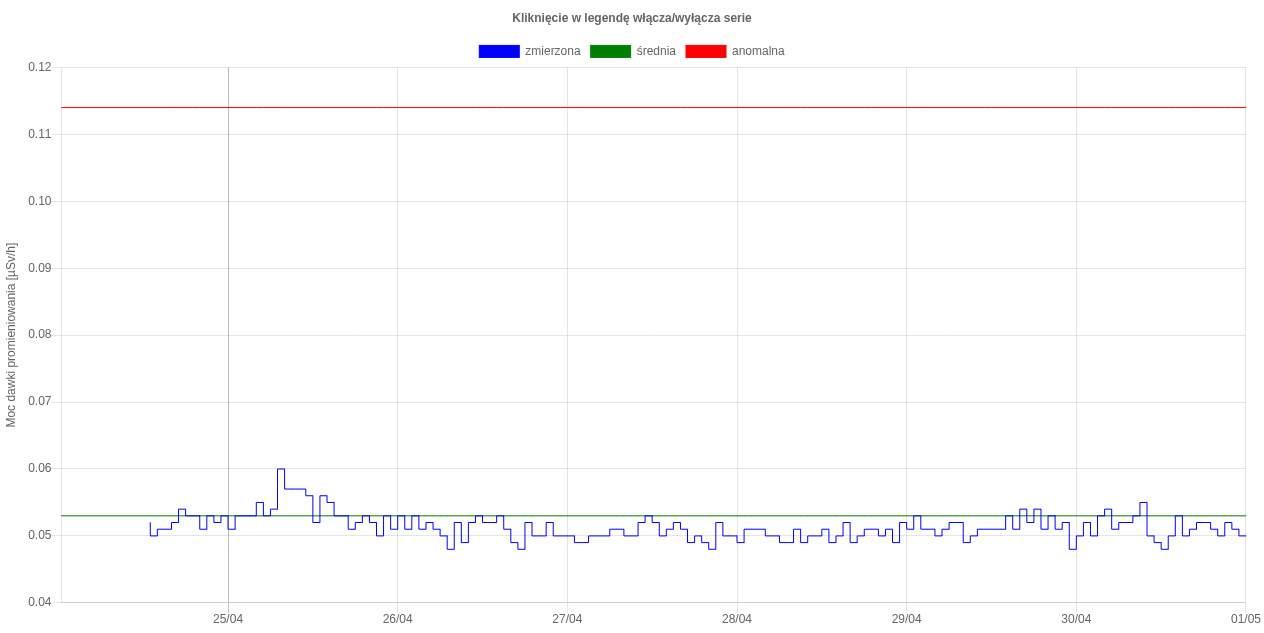 Kliknięcie w legendę włącza/wyłącza serie
zmierzona średnia anomalna
Moc dawki promieniowania [µSv/h]
0.12
0.11
0.10
0.09
0.08
0.07
0.06
0.05
0.04
25/04 26/04 27/04 28/04 29/04 30/04 01/05